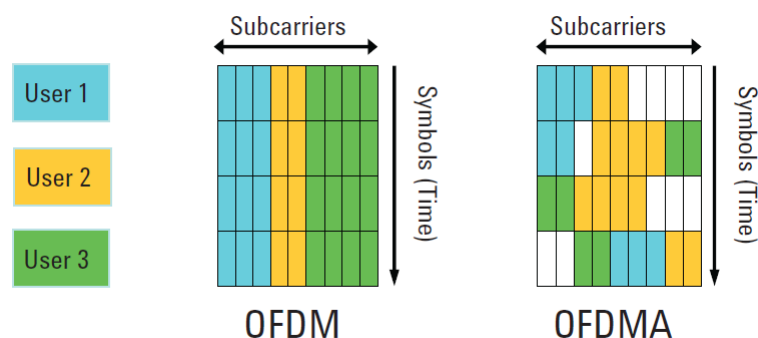 Subcarriers
Subcarriers
User 1
User 2
User 3
Symbols (Time)
Symbols (Time)
OFDM
OFDMA